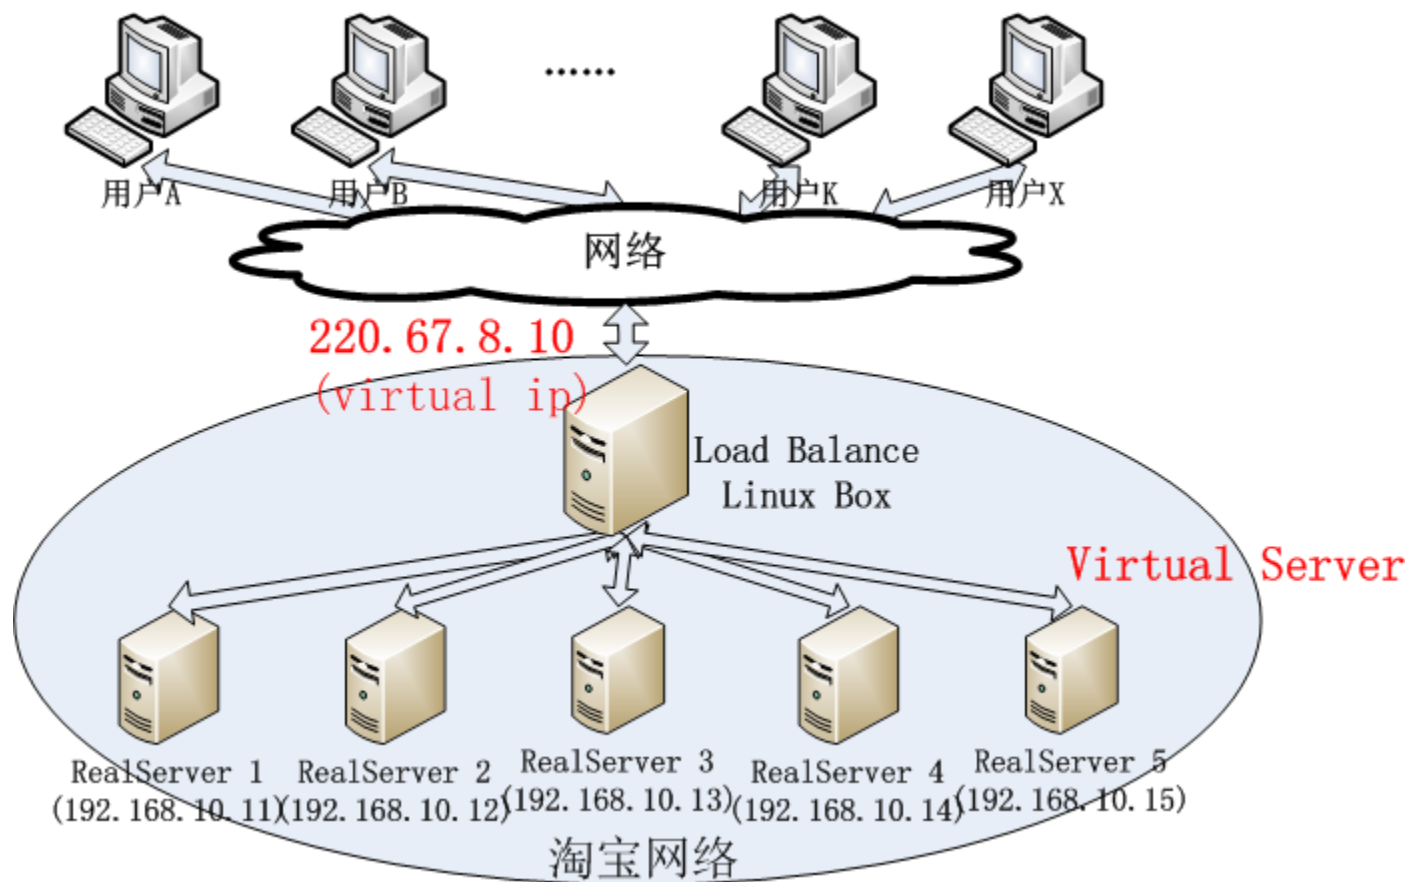 ……
用户A
用户B
用户K
用户X
网络
220.67.8.10
(virtual ip)
Load Balance
Linux Box
Virtual Server
RealServer 1
(192.168.10.11)
RealServer 2
(192.168.10.12)
RealServer 3
(192.168.10.13)
RealServer 4
(192.168.10.14)
RealServer 5
(192.168.10.15)
淘宝网络